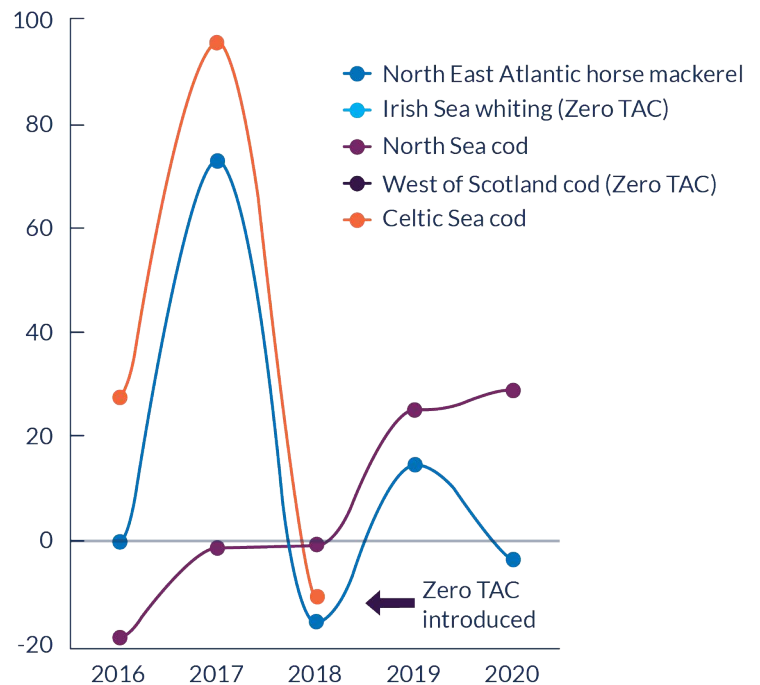 100
80
60
40
20
0
-20
North East Atlantic horse mackerel
Irish Sea whiting (Zero TAC)
North Sea cod
West of Scotland cod (Zero TAC)
Celtic Sea cod
Zero TAC
introduced
2016 2017 2018 2019 2020